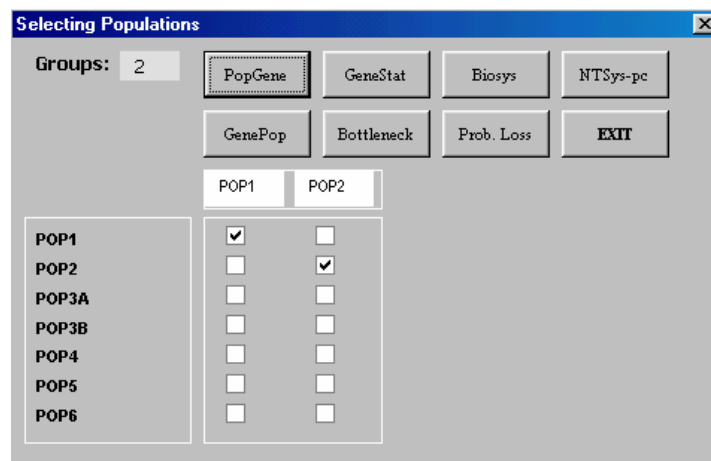 Selecting Populations
Groups: 2
PopGene GeneStat Biosys NTSys-pc
GenePop Bottleneck Prob. Loss EXIT
POP1 POP2
POP1
POP2
POP3A
POP3B
POP4
POP5
POP6